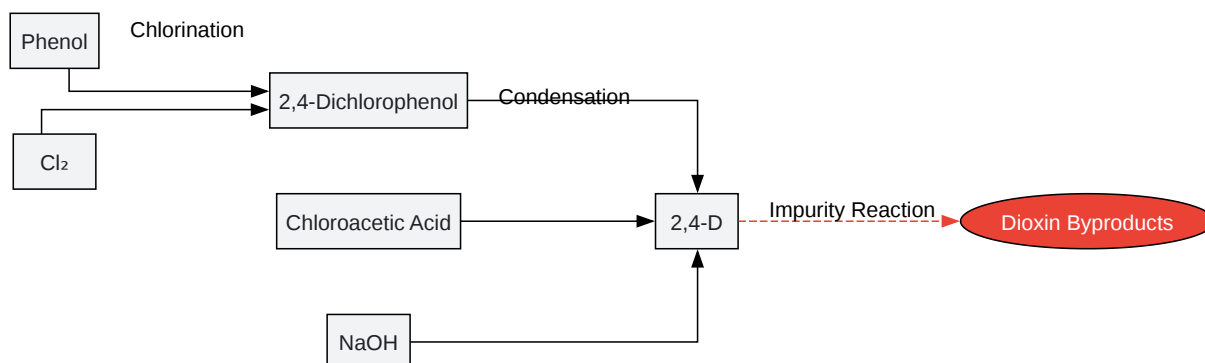 Phenol
Chlorination
2,4-Dichlorophenol
Condensation
Cl₂
Chloroacetic Acid
2,4-D
Impurity Reaction
Dioxin Byproducts
NaOH